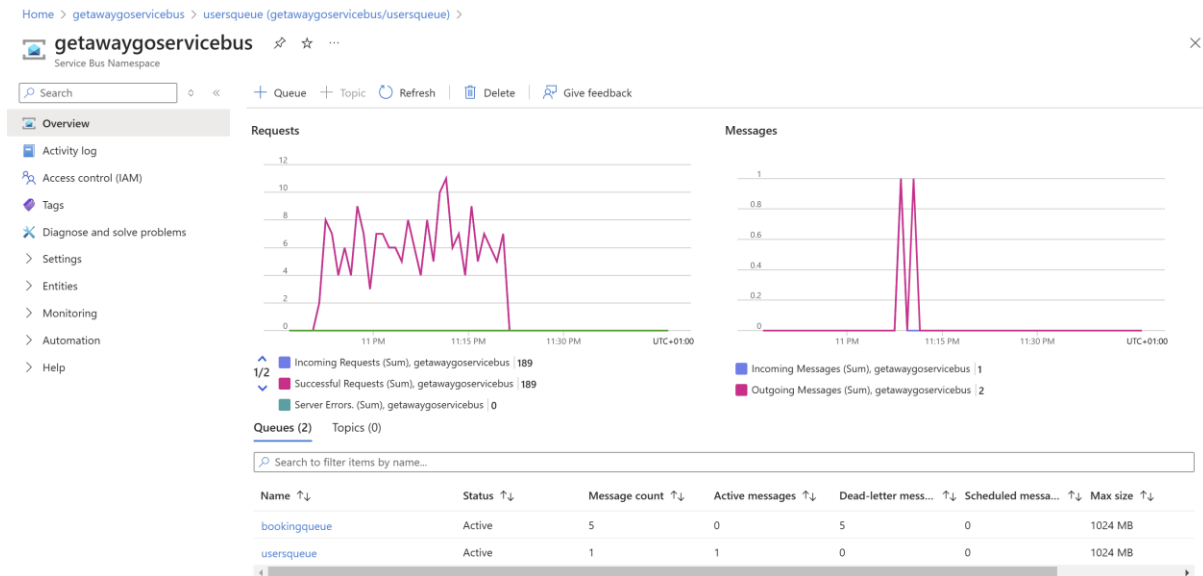 Home > getawaygoservicebus > usersqueue (getawaygoservicebus/usersqueue) >
getawaygoservicebus
Service Bus Namespace
Search
+ Queue + Topic Refresh Delete Give feedback
Overview
Activity log
Access control (IAM)
Tags
Diagnose and solve problems
> Settings
> Entities
> Monitoring
> Automation
> Help
Requests
12
10
8
6
4
2
0
11 PM 11:15 PM 11:30 PM UTC+01:00
1/2
Incoming Requests (Sum), getawaygoservicebus 189
Successful Requests (Sum), getawaygoservicebus 189
Server Errors. (Sum), getawaygoservicebus 0
Messages
1
0.8
0.6
0.4
0.2
0
11 PM 11:15 PM 11:30 PM UTC+01:00
Incoming Messages (Sum), getawaygoservicebus 1
Outgoing Messages (Sum), getawaygoservicebus 2
Queues (2) Topics (0)
Search to filter items by name...
Name ↑↓ Status ↑↓ Message count ↑↓ Active messages ↑↓ Dead-letter mess... ↑↓ Scheduled messa... ↑↓ Max size ↑↓
bookingqueue Active 5 0 5 0 1024 MB
usersqueue Active 1 1 0 0 1024 MB